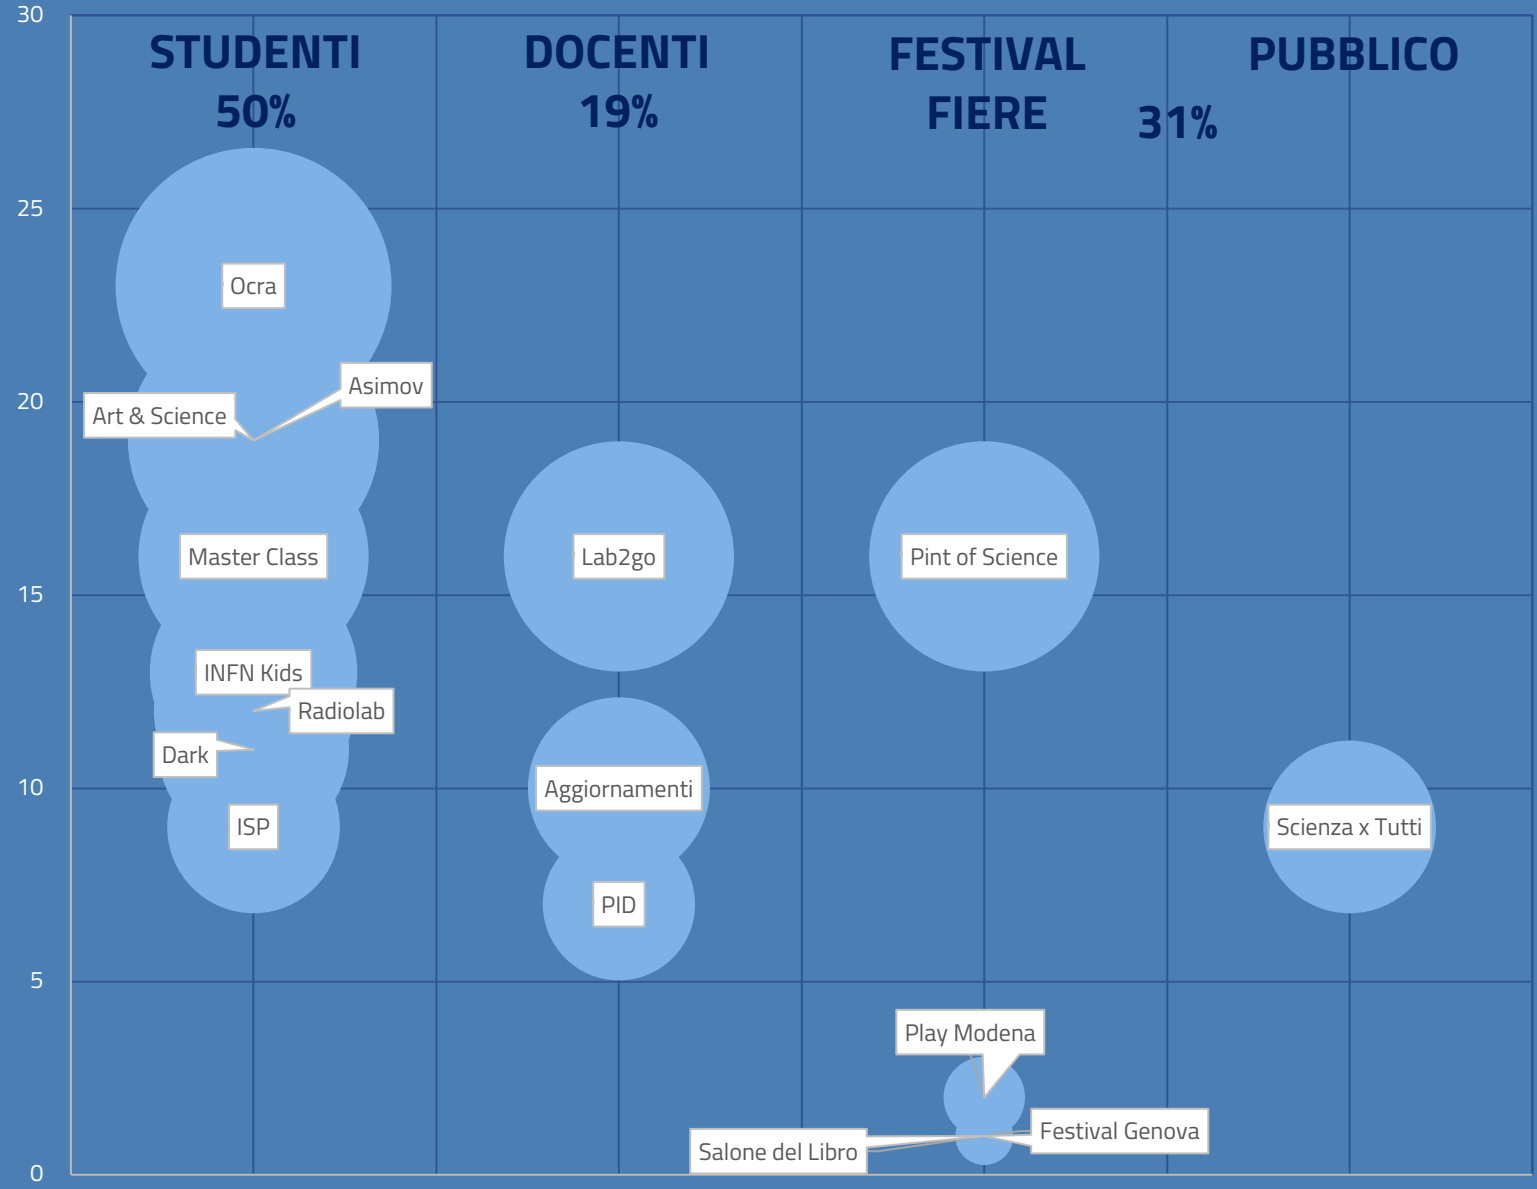 30
STUDENTI
DOCENTI
FESTIVAL
PUBBLICO
50%
19%
FIERE
31%
25
Ocra
Asimov
20
Art & Science
Master Class
Lab2go
Pint of Science
15
INFN Kids
Radiolab
Dark
10
Aggiornamenti
ISP
Scienza x Tutti
PID
5
Play Modena
Festival Genova
Salone del Libro
0